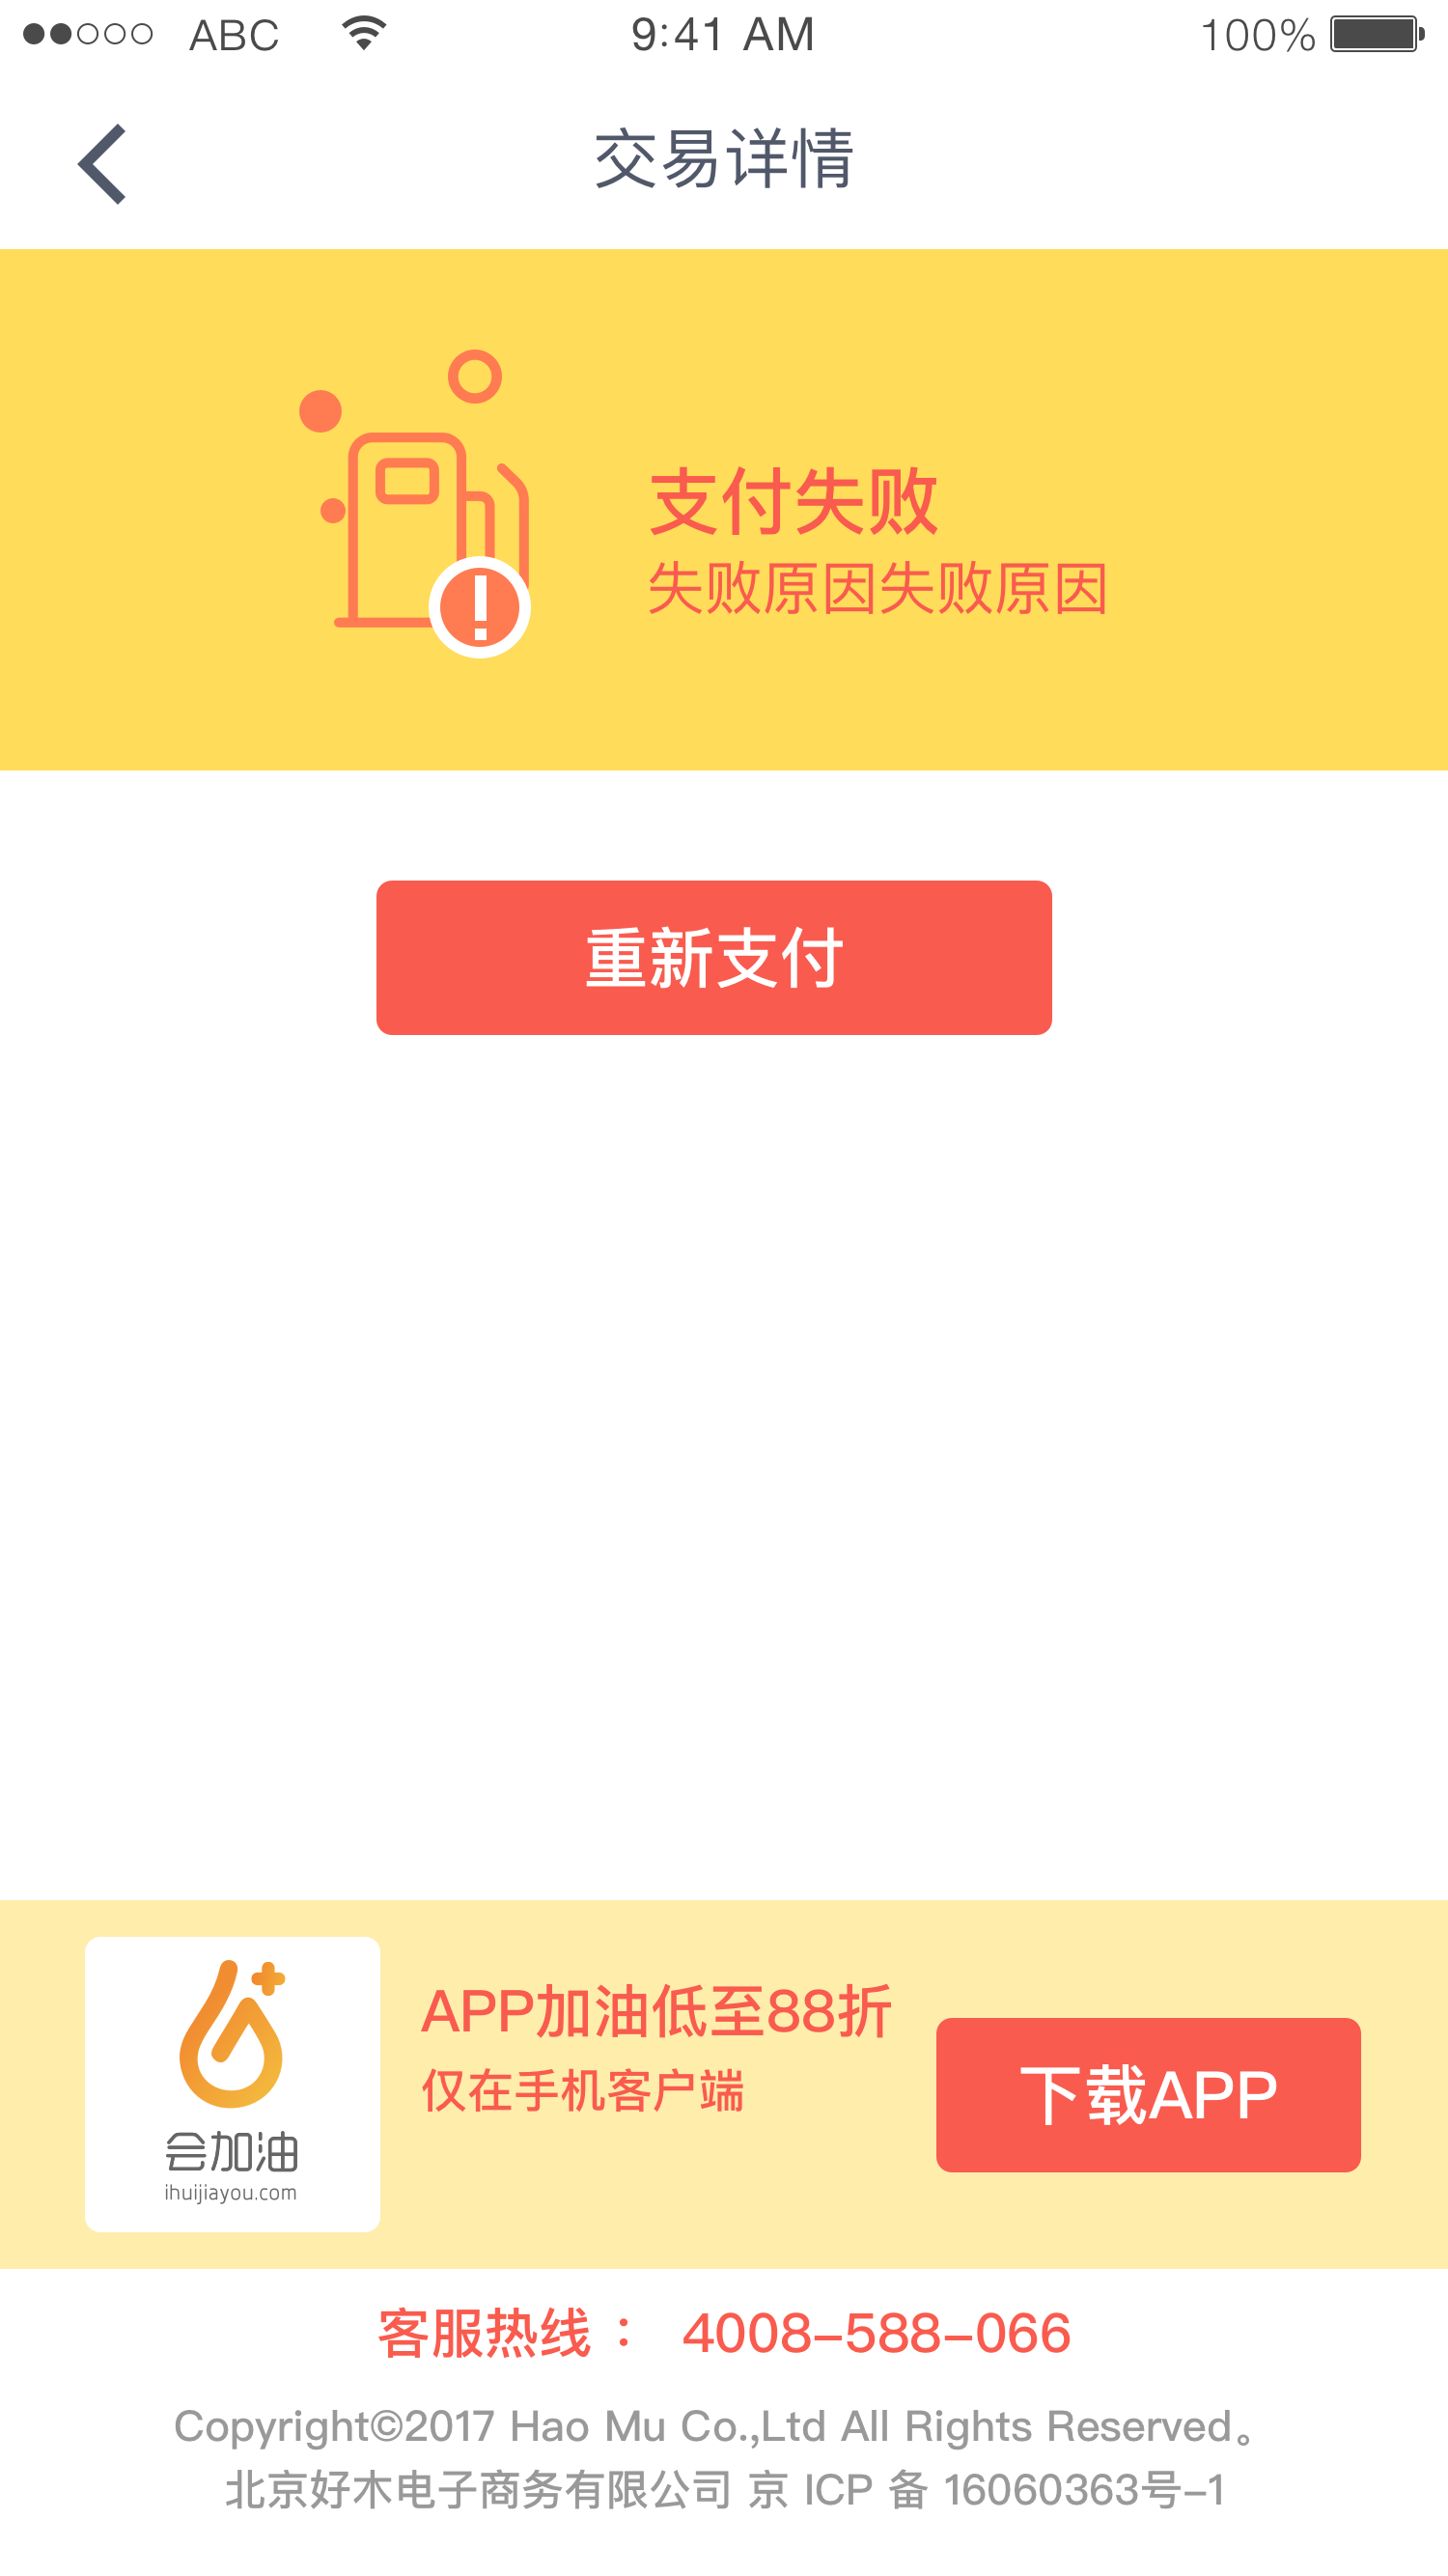 ABC 9:41 AM 100%
交易详情
支付失败
失败原因失败原因
重新支付
APP加油低至88折
仅在手机客户端
下载APP
会加油
ihuijiayou.com
客服热线： 4008-588-066
Copyright©2017 Hao Mu Co.,Ltd All Rights Reserved。
北京好木电子商务有限公司 京 ICP 备 16060363号-1